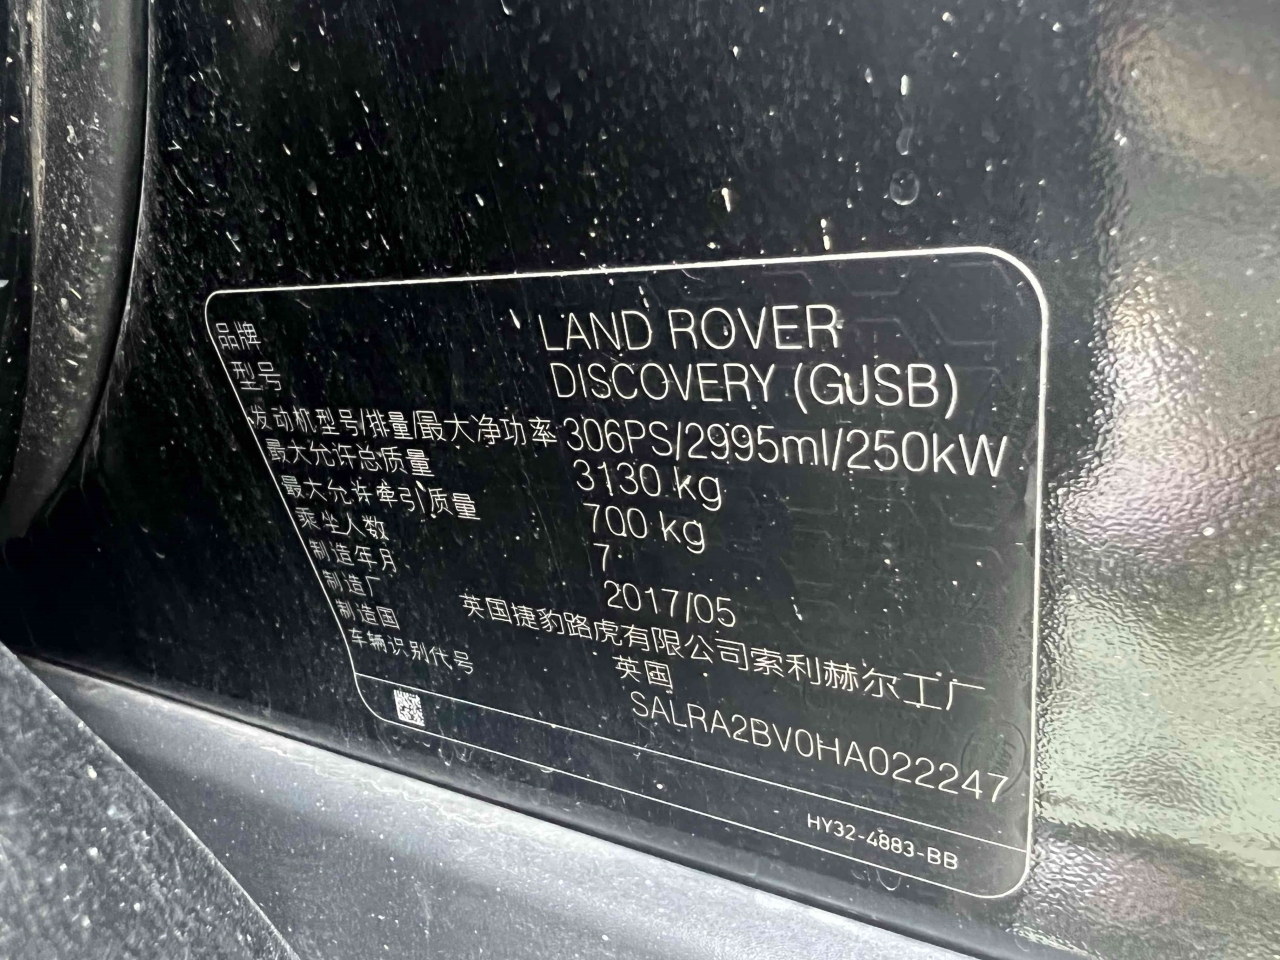 品牌 LAND ROVER
型号 DISCOVERY (GJSB)
发动机型号/排量/最大净功率 306PS/2995ml/250kW
最大允许总质量 3130 kg
最大允许牵引质量 700 kg
乘坐人数 7
制造年月 2017/05
制造厂 英国捷豹路虎有限公司索利赫尔工厂
制造国 英国
车辆识别代号 SALRA2BV0HA022247
HY32-4883-BB